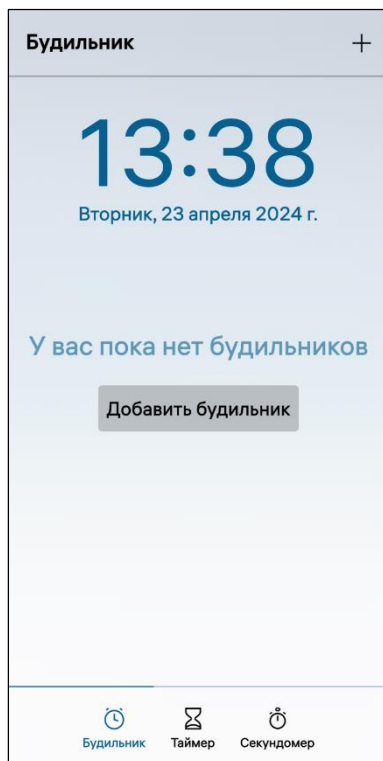 Будильник
13:38
Вторник, 23 апреля 2024 г.
У вас пока нет будильников
Добавить будильник
Будильник Таймер Секундомер